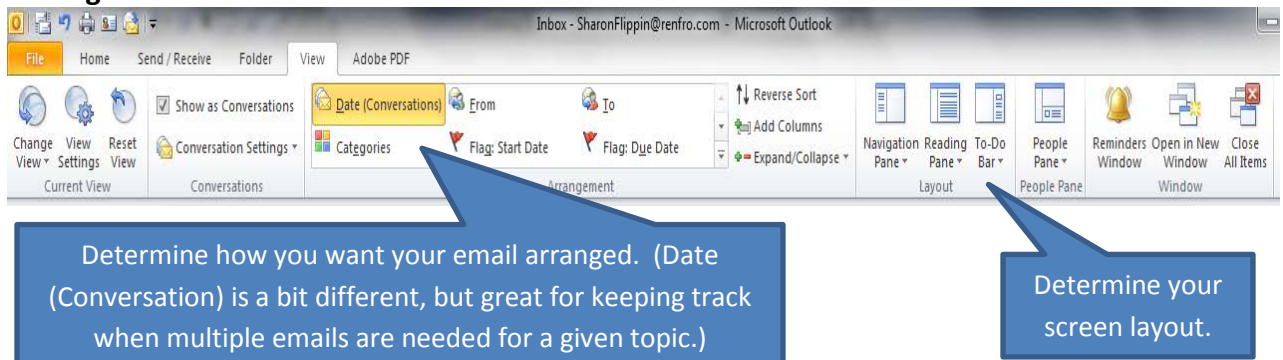 Inbox - SharonFlippin@renfro.com - Microsoft Outlook
File Home Send / Receive Folder View Adobe PDF
Change View Reset
View Settings View
Current View
Show as Conversations
Conversation Settings
Conversations
Date (Conversations) From To
Categories Flag: Start Date Flag: Due Date
Reverse Sort
Add Columns
Expand/Collapse
Arrangement
Navigation Reading To-Do
Pane Pane Bar
Layout
People
Pane
People Pane
Reminders Open in New Close
Window Window All Items
Window
Determine how you want your email arranged. (Date
(Conversation) is a bit different, but great for keeping track
when multiple emails are needed for a given topic.)
Determine your
screen layout.